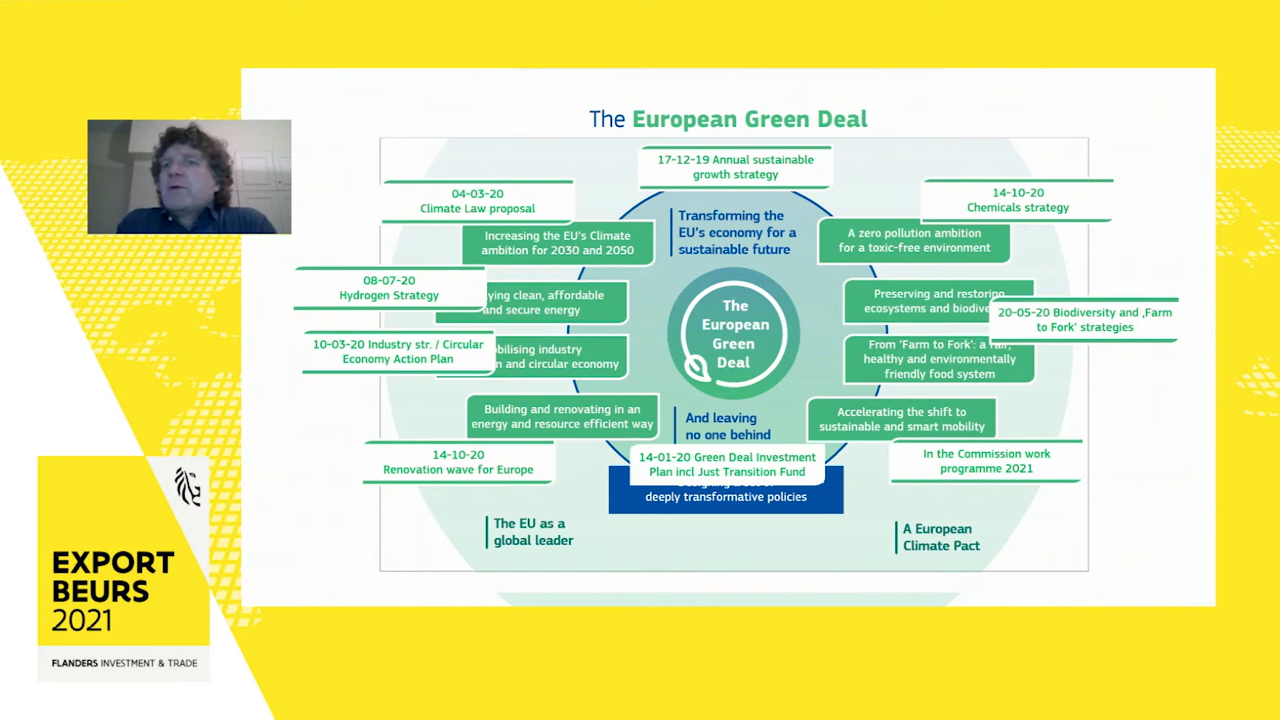 The European Green Deal
17-12-19 Annual sustainable
growth strategy
04-03-20
Climate Law proposal
14-10-20
Chemicals strategy
Transforming the
EU's economy for a
sustainable future
Increasing the EU's Climate
ambition for 2030 and 2050
A zero pollution ambition
for a toxic-free environment
08-07-20
Hydrogen Strategy
clean, affordable
and secure energy
Preserving and restoring
ecosystems and
20-05-20 Biodiversity and ‚Farm
to Fork' strategies
The
European
Green
Deal
10-03-20 Industry str. / Circular
Economy Action Plan
industry
and circular economy
From 'Farm to Fork': a fair,
healthy and environmentally
friendly food system
Building and renovating in an
energy and resource efficient way
And leaving
no one behind
Accelerating the shift to
sustainable and smart mobility
14-10-20
Renovation wave for Europe
14-01-20 Green Deal Investment
Plan incl Just Transition Fund
deeply transformative policies
In the Commission work
programme 2021
The EU as a
global leader
A European
Climate Pact
EXPORT
BEURS
2021
FLANDERS INVESTMENT & TRADE